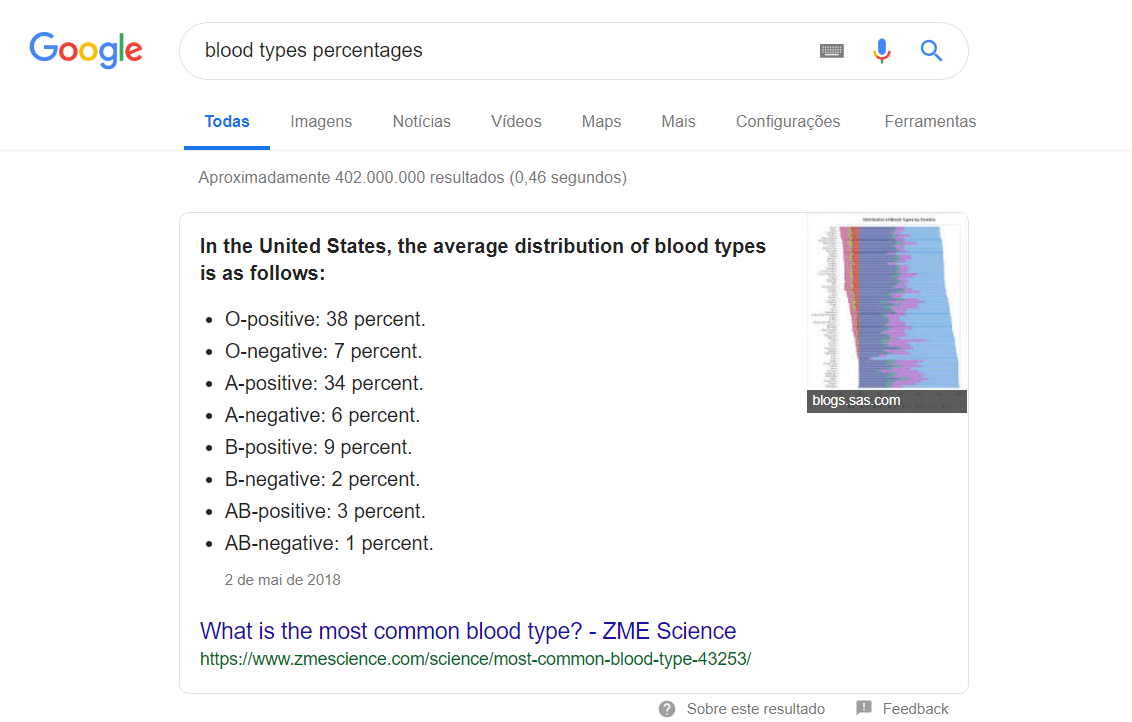 Google
blood types percentages
Todas Imagens Notícias Vídeos Maps Mais Configurações Ferramentas
Aproximadamente 402.000.000 resultados (0,46 segundos)
In the United States, the average distribution of blood types
is as follows:
• O-positive: 38 percent.
• O-negative: 7 percent.
• A-positive: 34 percent.
• A-negative: 6 percent.
• B-positive: 9 percent.
• B-negative: 2 percent.
• AB-positive: 3 percent.
• AB-negative: 1 percent.
2 de mai de 2018
Distribution of Blood Types by Country
blogs.sas.com
What is the most common blood type? - ZME Science
https://www.zmescience.com/science/most-common-blood-type-43253/
Sobre este resultado Feedback